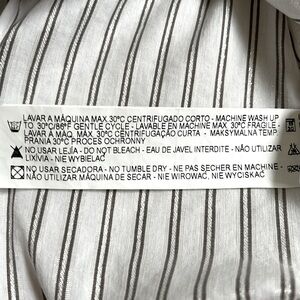 LAVAR A MÁQUINA MAX 30ºC CENTRIFUGADO CORTO - MACHINE WASH UP
TO 30ºC/86ºF GENTLE CYCLE - LAVABLE EN MACHINE MAX 30ºC FRAGILE -
LAVAR A MÁQ. MAX 30ºC CENTRIFUGAÇÃO CURTA - MAKSYMALNA TEMP.
PRANIA 30ºC PROCES OCHRONNY
NO USAR LEJÍA - DO NOT BLEACH - EAU DE JAVEL INTERDITE - NÃO UTILIZAR
LIXÍVIA - NIE WYBIELAĆ
NO USAR SECADORA - NO TUMBLE DRY - NE PAS SECHER EN MACHINE -
NÃO UTILIZAR MÁQUINA DE SECAR - NIE WIROWAĆ, NIE WYCISKAĆ